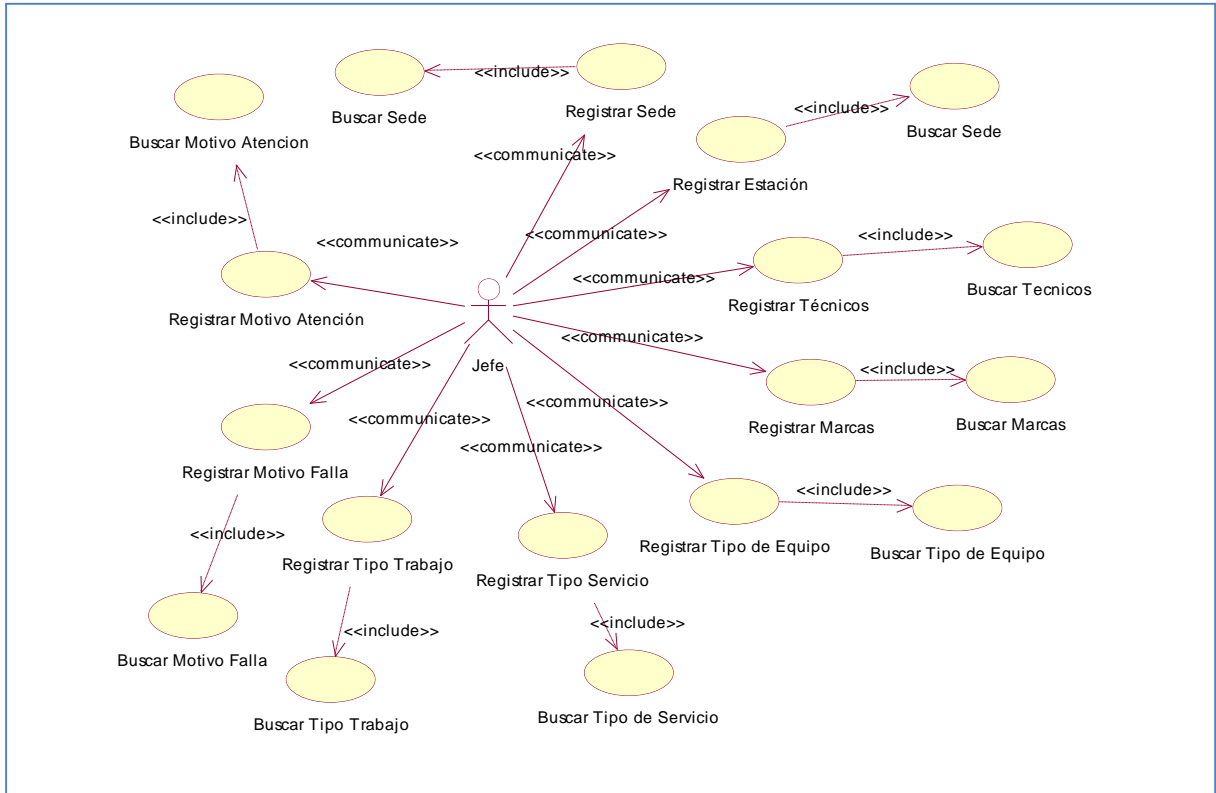 <<include>>
Buscar Sede
Registrar Sede
<<include>>
Buscar Sede
Buscar Motivo Atencion
<<communicate>>
Registrar Estación
<<include>>
<<communicate>>
<<communicate>>
<<include>>
Registrar Motivo Atención
<<communicate>>
Registrar Técnicos
Buscar Tecnicos
<<communicate>>
<<communicate>>
Jefe
<<include>>
<<communicate>>
<<communicate>>
<<communicate>>
Registrar Marcas
Buscar Marcas
Registrar Motivo Falla
<<include>>
<<include>>
Registrar Tipo Trabajo
Registrar Tipo Servicio
Registrar Tipo de Equipo
Buscar Tipo de Equipo
<<include>>
<<include>>
Buscar Motivo Falla
Buscar Tipo Trabajo
Buscar Tipo de Servicio